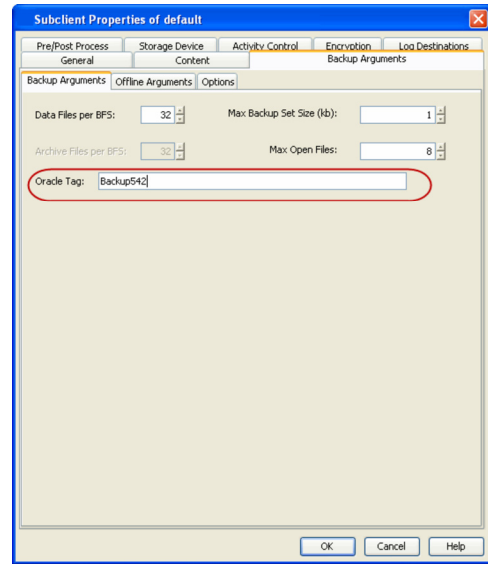 Subclient Properties of default
Pre/Post Process Storage Device Activity Control Encryption Log Destinations
General Content Backup Arguments
Backup Arguments Offline Arguments Options
Data Files per BFS: 32 Max Backup Set Size (kb): 1
Archive Files per BFS: 32 Max Open Files: 8
Oracle Tag: Backup542
OK Cancel Help